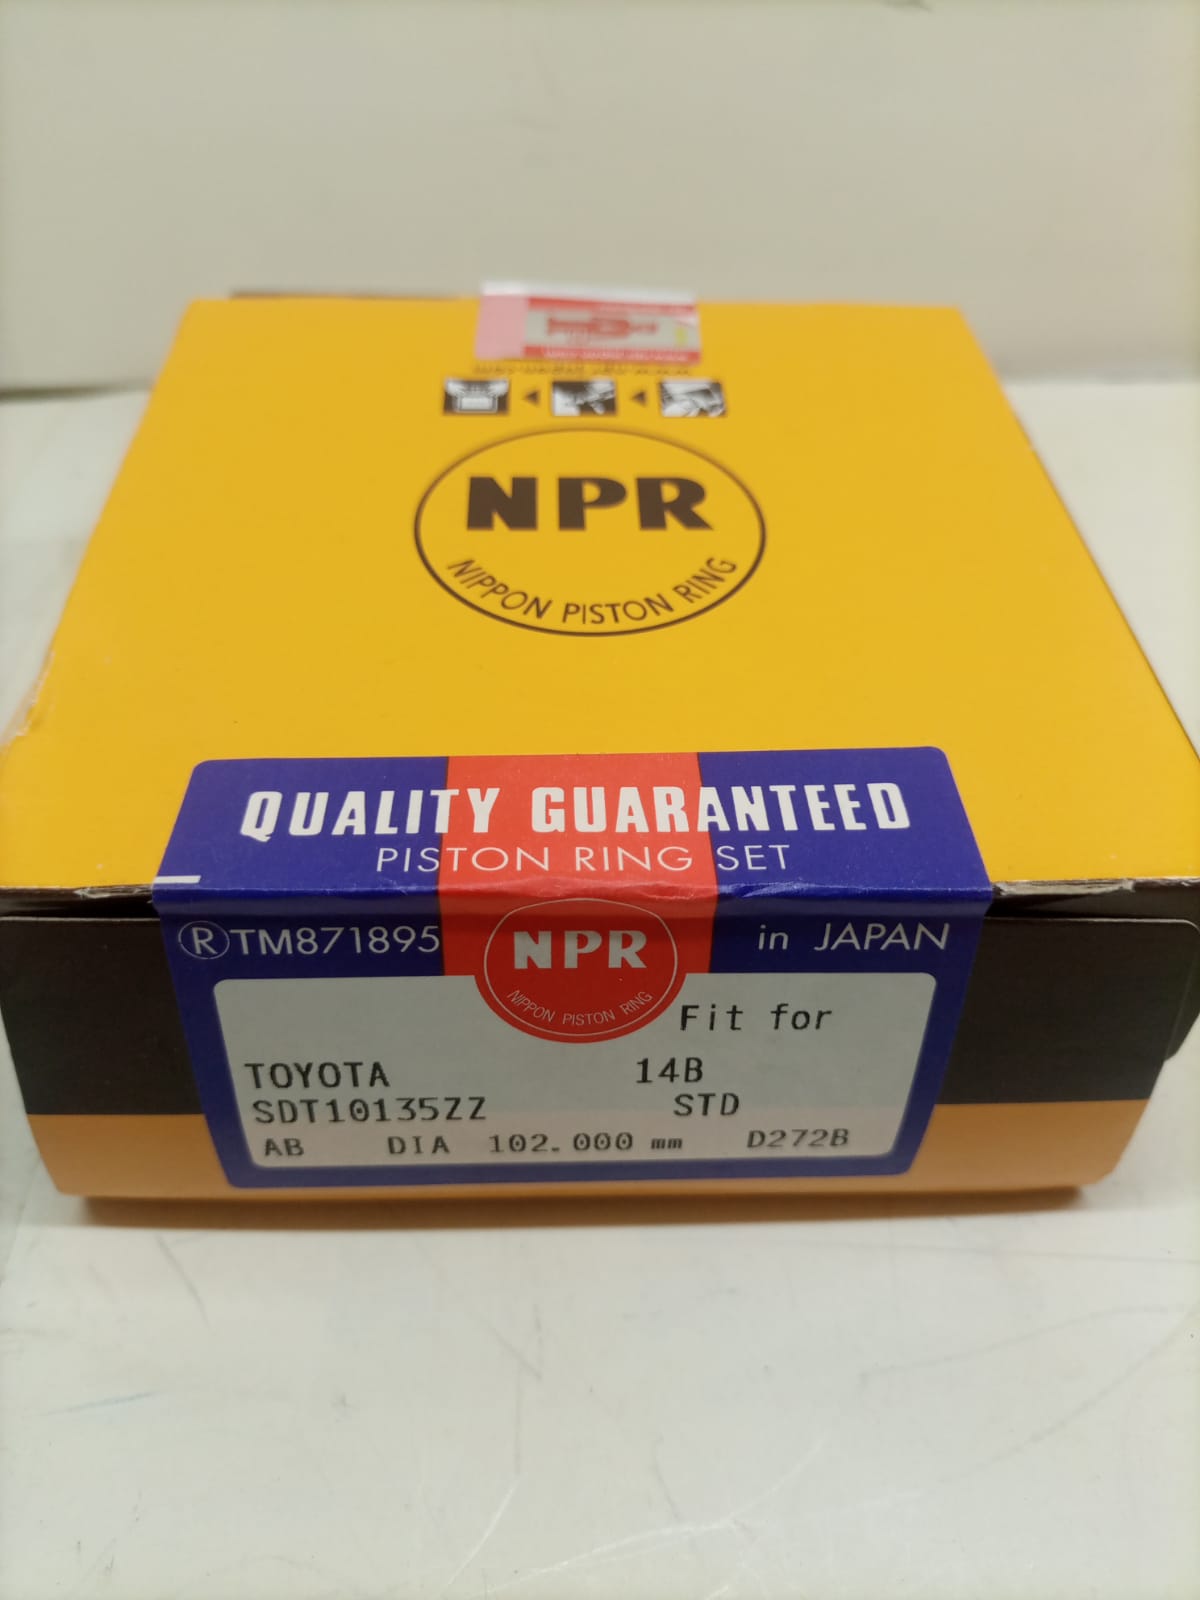 NPR
NIPPON PISTON RING
QUALITY GUARANTEED
PISTON RING SET
®TM871895
NPR
NIPPON PISTON RING
in JAPAN
Fit for
TOYOTA 14B
SDT10135ZZ STD
AB DIA 102.000 mm D272B